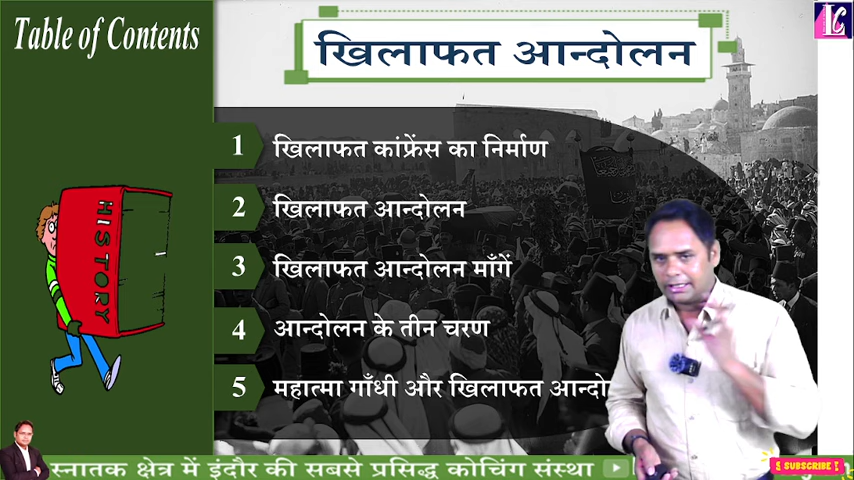 Table of Contents
खिलाफत आन्दोलन
LC
1 खिलाफत कांफ्रेंस का निर्माण
2 खिलाफत आन्दोलन
3 खिलाफत आन्दोलन माँगें
4 आन्दोलन के तीन चरण
5 महात्मा गाँधी और खिलाफत आन्दो
HISTORY
स्नातक क्षेत्र में इंदौर की सबसे प्रसिद्ध कोचिंग संस्था
SUBSCRIBE